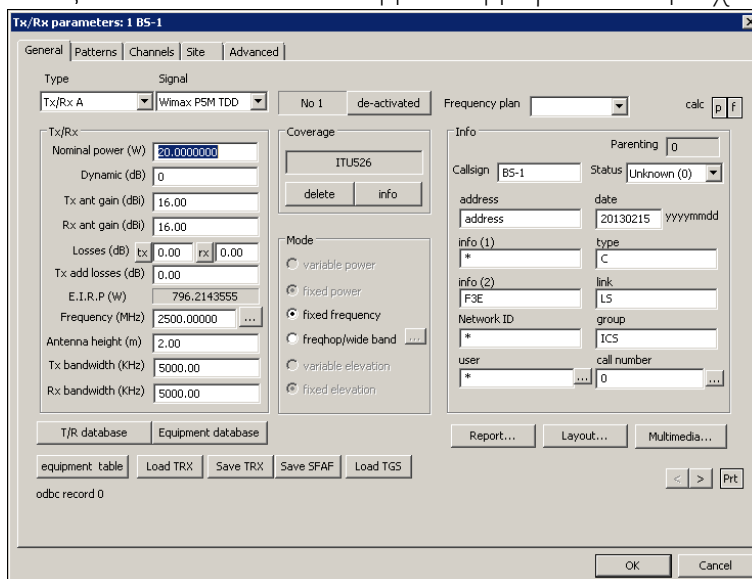 Tx/Rx parameters: 1 BS-1
General Patterns Channels Site Advanced
Type Signal
Tx/Rx A Wimax P5M TDD No 1 de-activated Frequency plan calc p f
Tx/Rx
Nominal power (W) 20.0000000
Dynamic (dB) 0
Tx ant gain (dBi) 16.00
Rx ant gain (dBi) 16.00
Losses (dB) tx 0.00 rx 0.00
Tx add losses (dB) 0.00
E.I.R.P (W) 796.2143555
Frequency (MHz) 2500.00000 ...
Antenna height (m) 2.00
Tx bandwidth (KHz) 5000.00
Rx bandwidth (KHz) 5000.00
Coverage
ITU526
delete info
Mode
variable power
fixed power
fixed frequency
freqhop/wide band ...
variable elevation
fixed elevation
Info
Parenting 0
Callsign BS-1 Status Unknown (0)
address date
address 20130215 yyyymmdd
info (1) type
* C
info (2) link
F3E LS
Network ID group
* ICS
user call number
* ... 0 ...
T/R database Equipment database
Report... Layout... Multimedia...
equipment table Load TRX Save TRX Save SFAF Load TGS
< > Prt
odbc record 0
OK Cancel